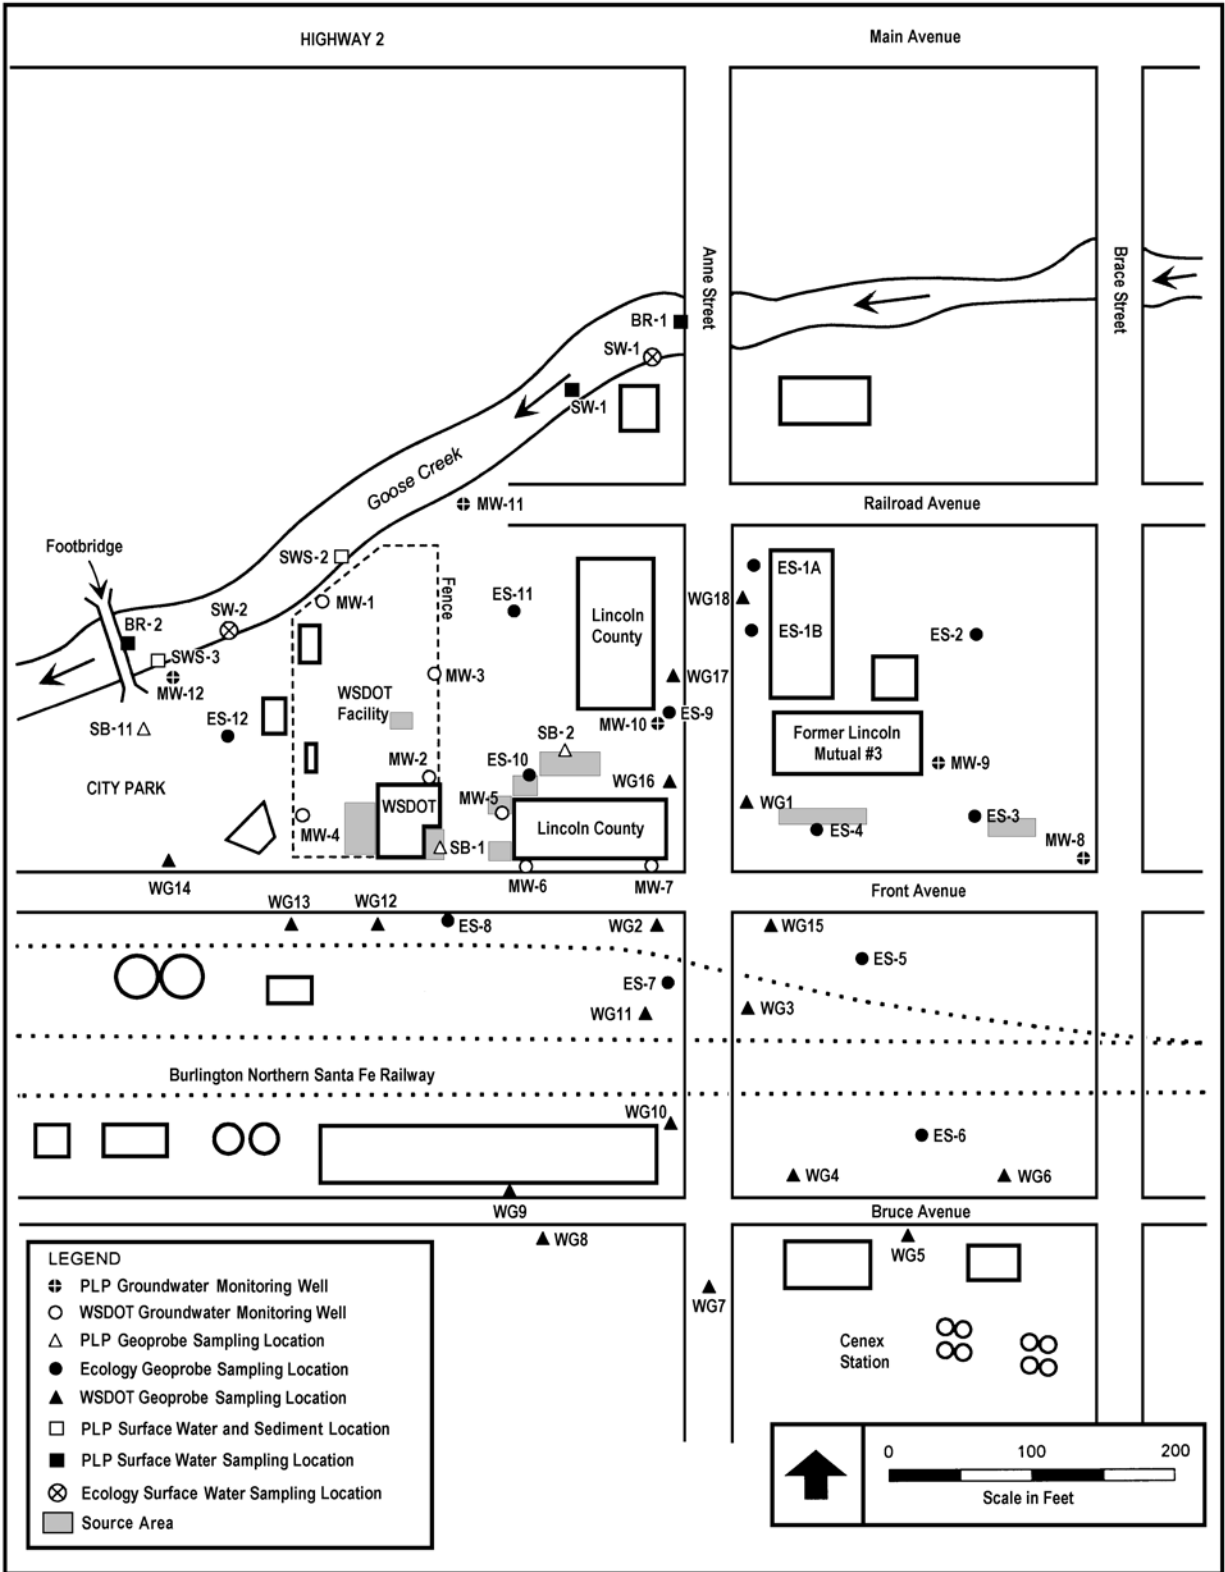 HIGHWAY 2
Main Avenue
Anne Street
Brace Street
BR-1
SW-1
SW-1
Goose Creek
MW-11
Railroad Avenue
Footbridge
SWS-2
Fence
ES-11
ES-1A
MW-1
WG18
SW-2
Lincoln
County
BR-2
ES-1B
ES-2
SWS-3
MW-3
WG17
MW-12
WSDOT
Facility
ES-12
ES-9
MW-10
SB-11
SB-2
Former Lincoln
Mutual #3
MW-2
ES-10
MW-9
CITY PARK
WG16
MW-5
WSDOT
WG1
Lincoln County
ES-4
ES-3
MW-4
SB-1
MW-8
WG14
MW-6
MW-7
Front Avenue
WG13
WG12
ES-8
WG2
WG15
ES-5
ES-7
WG11
WG3
Burlington Northern Santa Fe Railway
WG10
ES-6
WG4
WG6
WG9
Bruce Avenue
WG8
WG5
WG7
Cenex
Station
LEGEND
PLP Groundwater Monitoring Well
WSDOT Groundwater Monitoring Well
PLP Geoprobe Sampling Location
Ecology Geoprobe Sampling Location
WSDOT Geoprobe Sampling Location
PLP Surface Water and Sediment Location
PLP Surface Water Sampling Location
Ecology Surface Water Sampling Location
Source Area
0 100 200
Scale in Feet